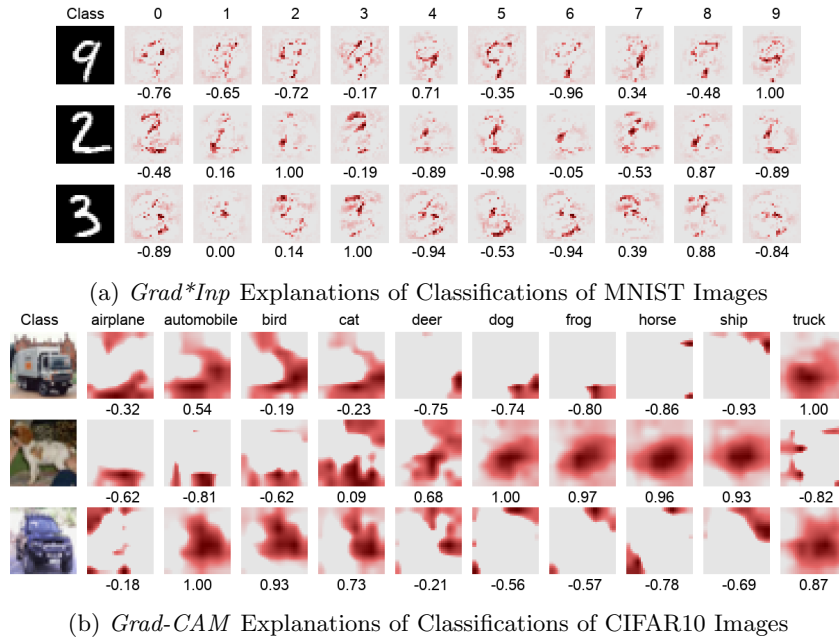 Class 0 1 2 3 4 5 6 7 8 9
-0.76 -0.65 -0.72 -0.17 0.71 -0.35 -0.96 0.34 -0.48 1.00
-0.48 0.16 1.00 -0.19 -0.89 -0.98 -0.05 -0.53 0.87 -0.89
-0.89 0.00 0.14 1.00 -0.94 -0.53 -0.94 0.39 0.88 -0.84
(a) Grad*Inp Explanations of Classifications of MNIST Images
Class airplane automobile bird cat deer dog frog horse ship truck
-0.32 0.54 -0.19 -0.23 -0.75 -0.74 -0.80 -0.86 -0.93 1.00
-0.62 -0.81 -0.62 0.09 0.68 1.00 0.97 0.96 0.93 -0.82
-0.18 1.00 0.93 0.73 -0.21 -0.56 -0.57 -0.78 -0.69 0.87
(b) Grad-CAM Explanations of Classifications of CIFAR10 Images